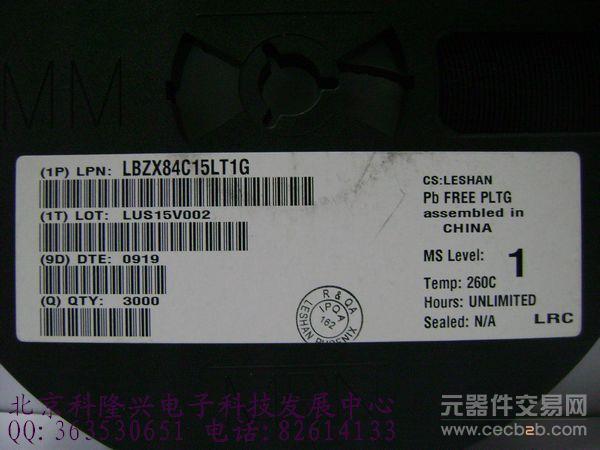 MM
(1P) LPN: LBZX84C15LT1G
(1T) LOT: LUS15V002
(9D) DTE: 0919
(Q) QTY: 3000
CS:LESHAN
Pb FREE PLTG
assembled in
CHINA
MS Level: 1
Temp: 260C
Hours: UNLIMITED
Sealed: N/A
LRC
R & QA
IPQA
162
LESHAN PHOENIX
北京科隆兴电子科技发展中心
QQ:363530651 电话:82614133
元器件交易网
www.cecb2b.com